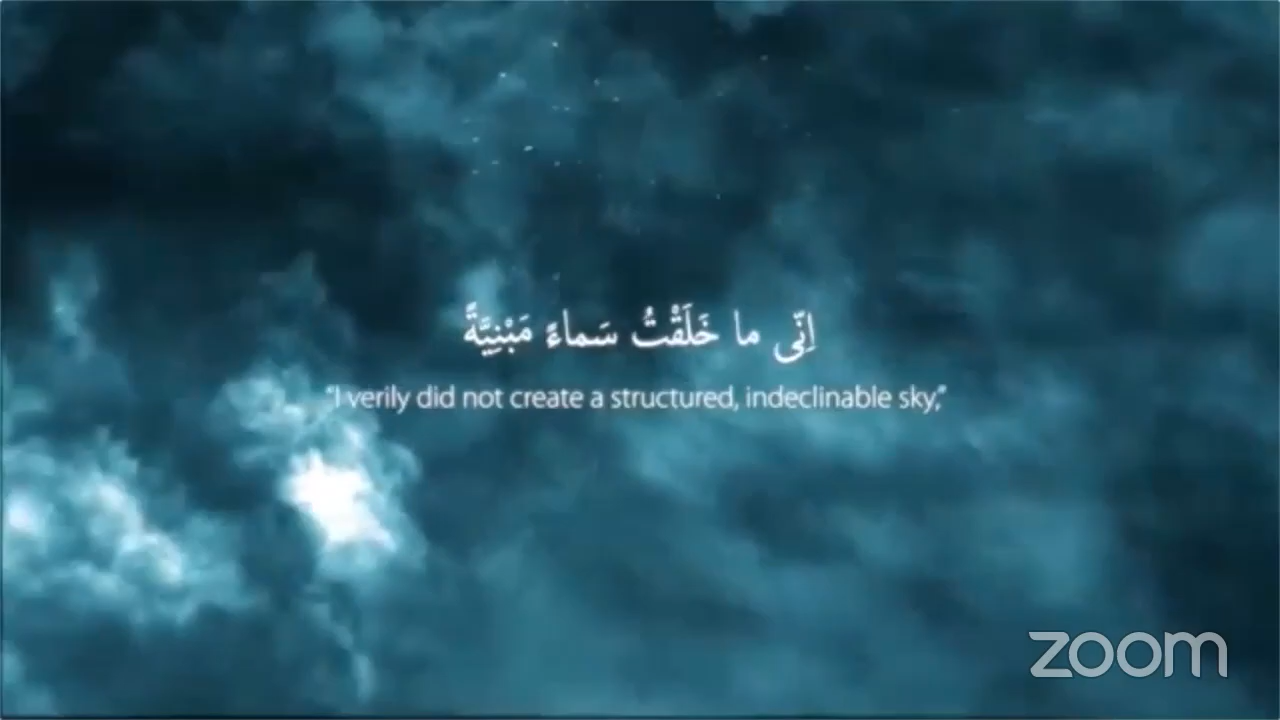 اِنّى ما خَلَقْتُ سَماءً مَبْنِيَّةً
“I verily did not create a structured, indeclinable sky,”
zoom